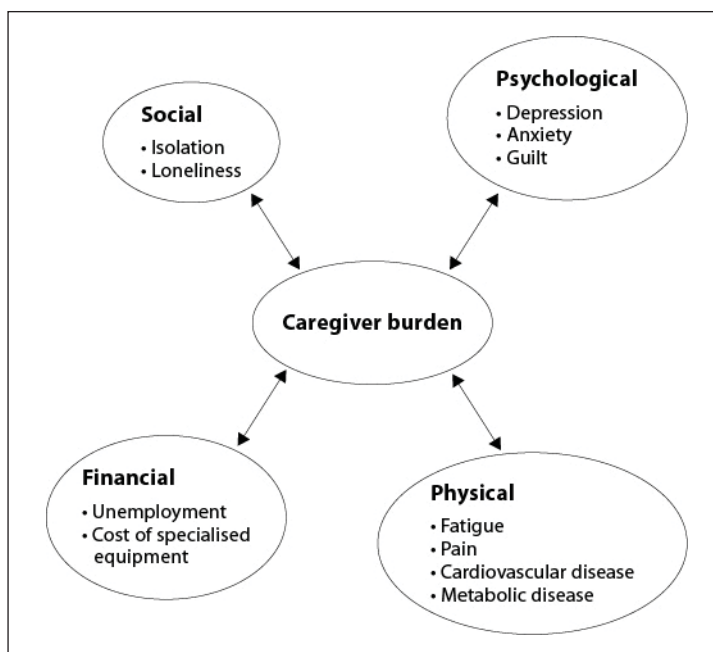 Social
• Isolation
• Loneliness
Psychological
• Depression
• Anxiety
• Guilt
Caregiver burden
Financial
• Unemployment
• Cost of specialised
equipment
Physical
• Fatigue
• Pain
• Cardiovascular disease
• Metabolic disease